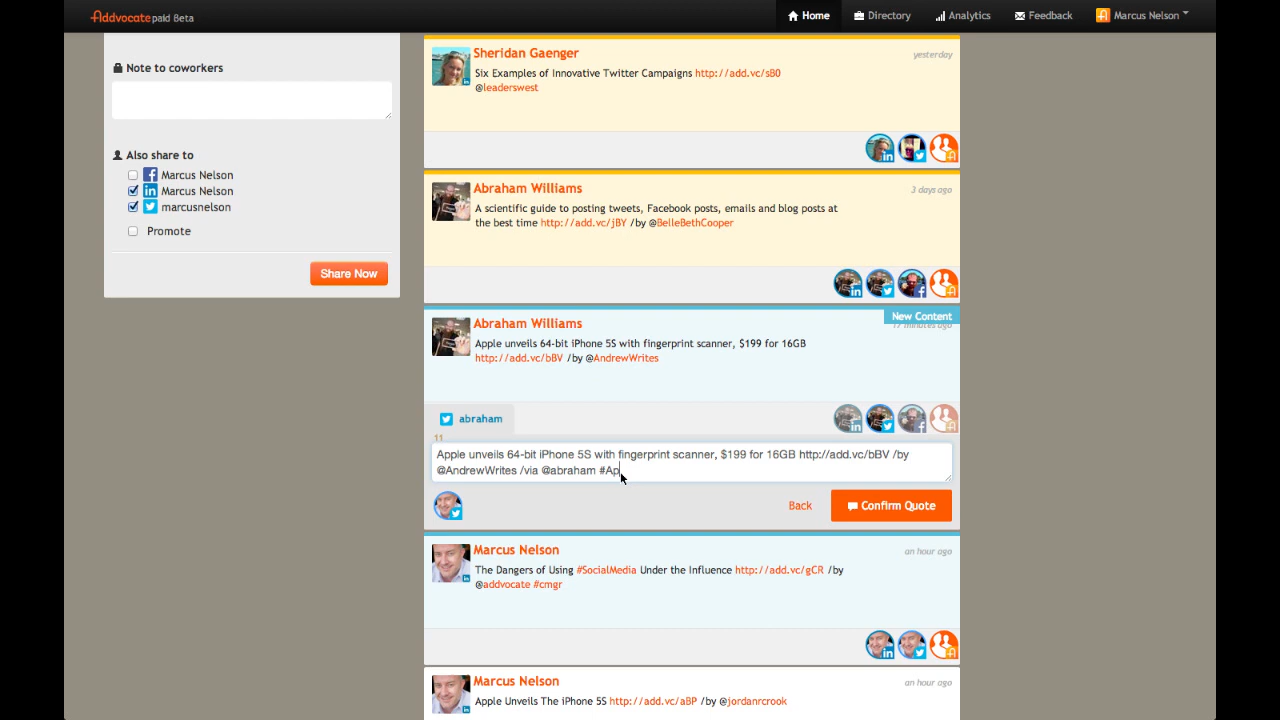 Addvocate paid Beta
Home
Directory
Analytics
Feedback
Marcus Nelson
Note to coworkers
Also share to
Marcus Nelson
Marcus Nelson
marcusnelson
Promote
Share Now
Sheridan Gaenger
yesterday
Six Examples of Innovative Twitter Campaigns http://add.vc/sB0
@leaderswest
Abraham Williams
3 days ago
A scientific guide to posting tweets, Facebook posts, emails and blog posts at
the best time http://add.vc/jBY /by @BelleBethCooper
Abraham Williams
New Content
17 minutes ago
Apple unveils 64-bit iPhone 5S with fingerprint scanner, $199 for 16GB
http://add.vc/bBV /by @AndrewWrites
abraham
11
Apple unveils 64-bit iPhone 5S with fingerprint scanner, $199 for 16GB http://add.vc/bBV /by
@AndrewWrites /via @abraham #Ap
Back
Confirm Quote
Marcus Nelson
an hour ago
The Dangers of Using #SocialMedia Under the Influence http://add.vc/gCR /by
@addvocate #cmgr
Marcus Nelson
an hour ago
Apple Unveils The iPhone 5S http://add.vc/aBP /by @jordanrcrook